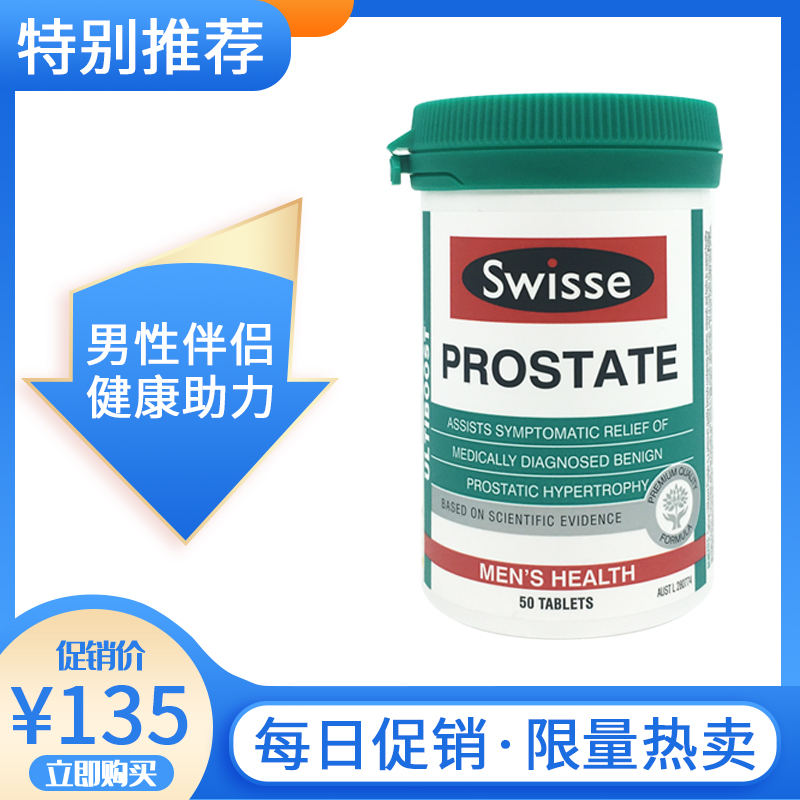 特别推荐
男性伴侣
健康助力
Swisse
ULTIBOOST
PROSTATE
ASSISTS SYMPTOMATIC RELIEF OF
MEDICALLY DIAGNOSED BENIGN
PROSTATIC HYPERTROPHY
BASED ON SCIENTIFIC EVIDENCE
PREMIUM QUALITY
FORMULA
MEN'S HEALTH
50 TABLETS
促销价
¥135
立即购买
每日促销·限量热卖